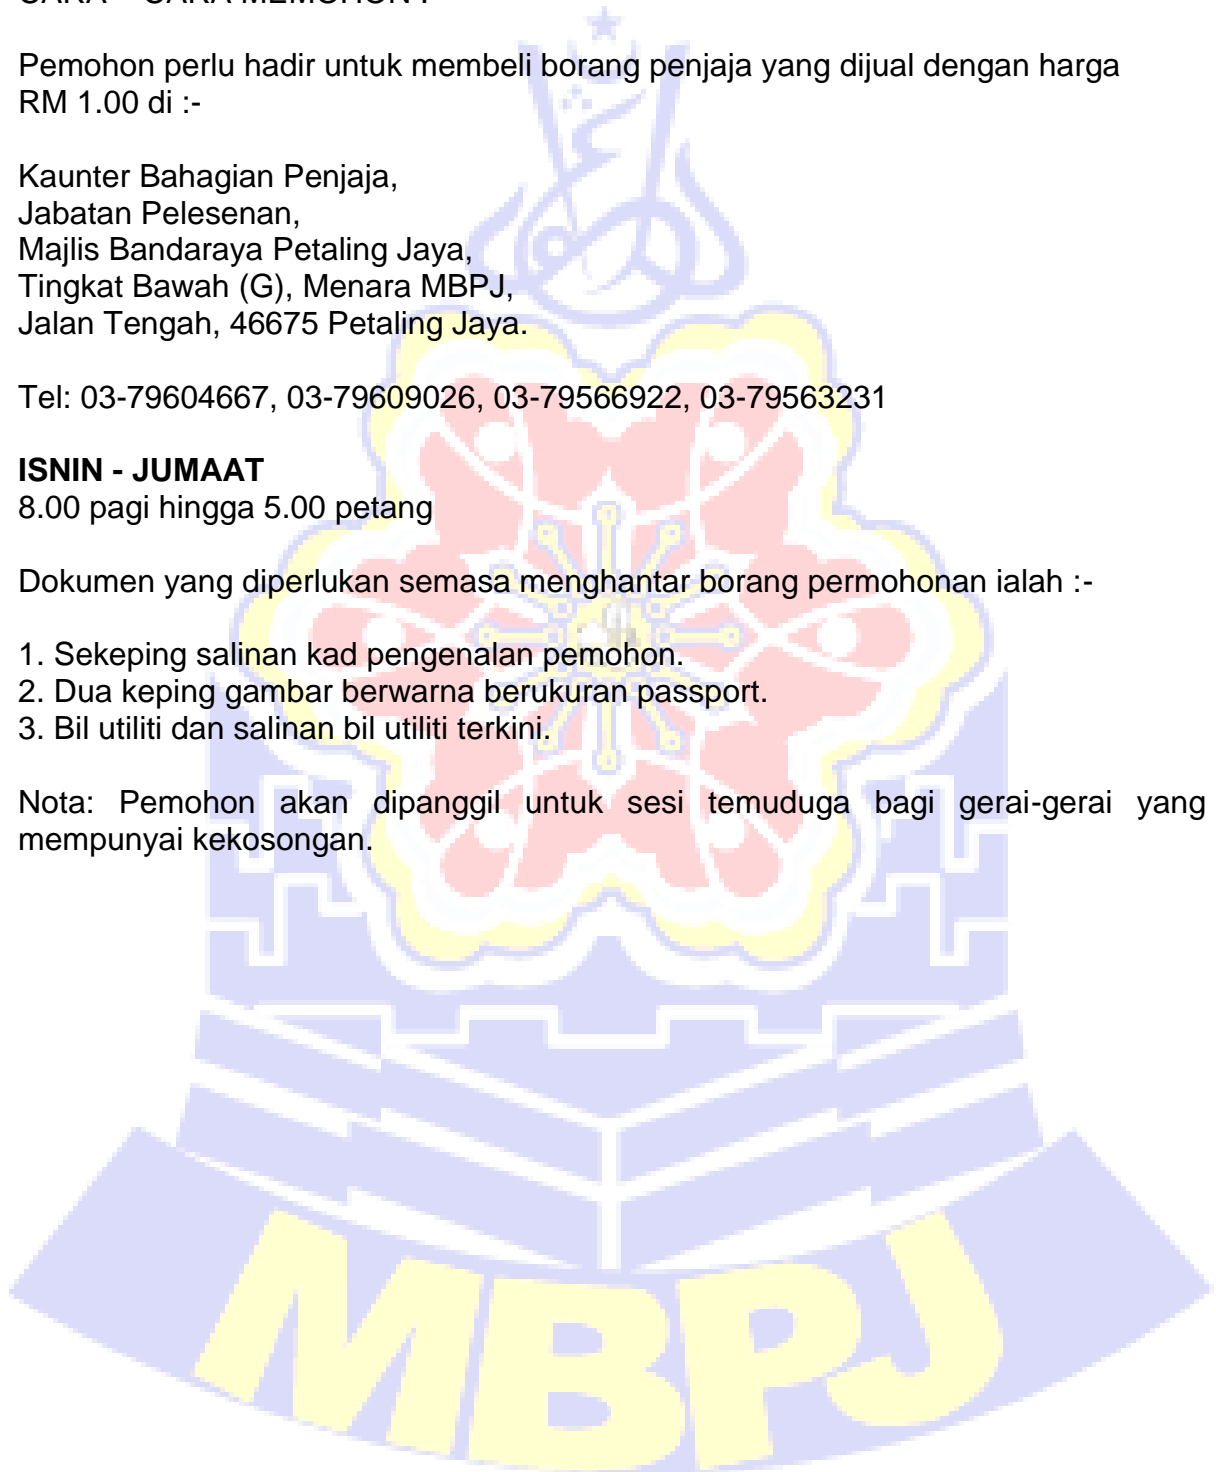 CARA – CARA MEMOHON :
Pemohon perlu hadir untuk membeli borang penjaja yang dijual dengan harga
RM 1.00 di :-
Kaunter Bahagian Penjaja,
Jabatan Pelesenan,
Majlis Bandaraya Petaling Jaya,
Tingkat Bawah (G), Menara MBPJ,
Jalan Tengah, 46675 Petaling Jaya.
Tel: 03-79604667, 03-79609026, 03-79566922, 03-79563231
ISNIN - JUMAAT
8.00 pagi hingga 5.00 petang
Dokumen yang diperlukan semasa menghantar borang permohonan ialah :-
1. Sekeping salinan kad pengenalan pemohon.
2. Dua keping gambar berwarna berukuran passport.
3. Bil utiliti dan salinan bil utiliti terkini.
Nota: Pemohon akan dipanggil untuk sesi temuduga bagi gerai-gerai yang
mempunyai kekosongan.
MBPJ